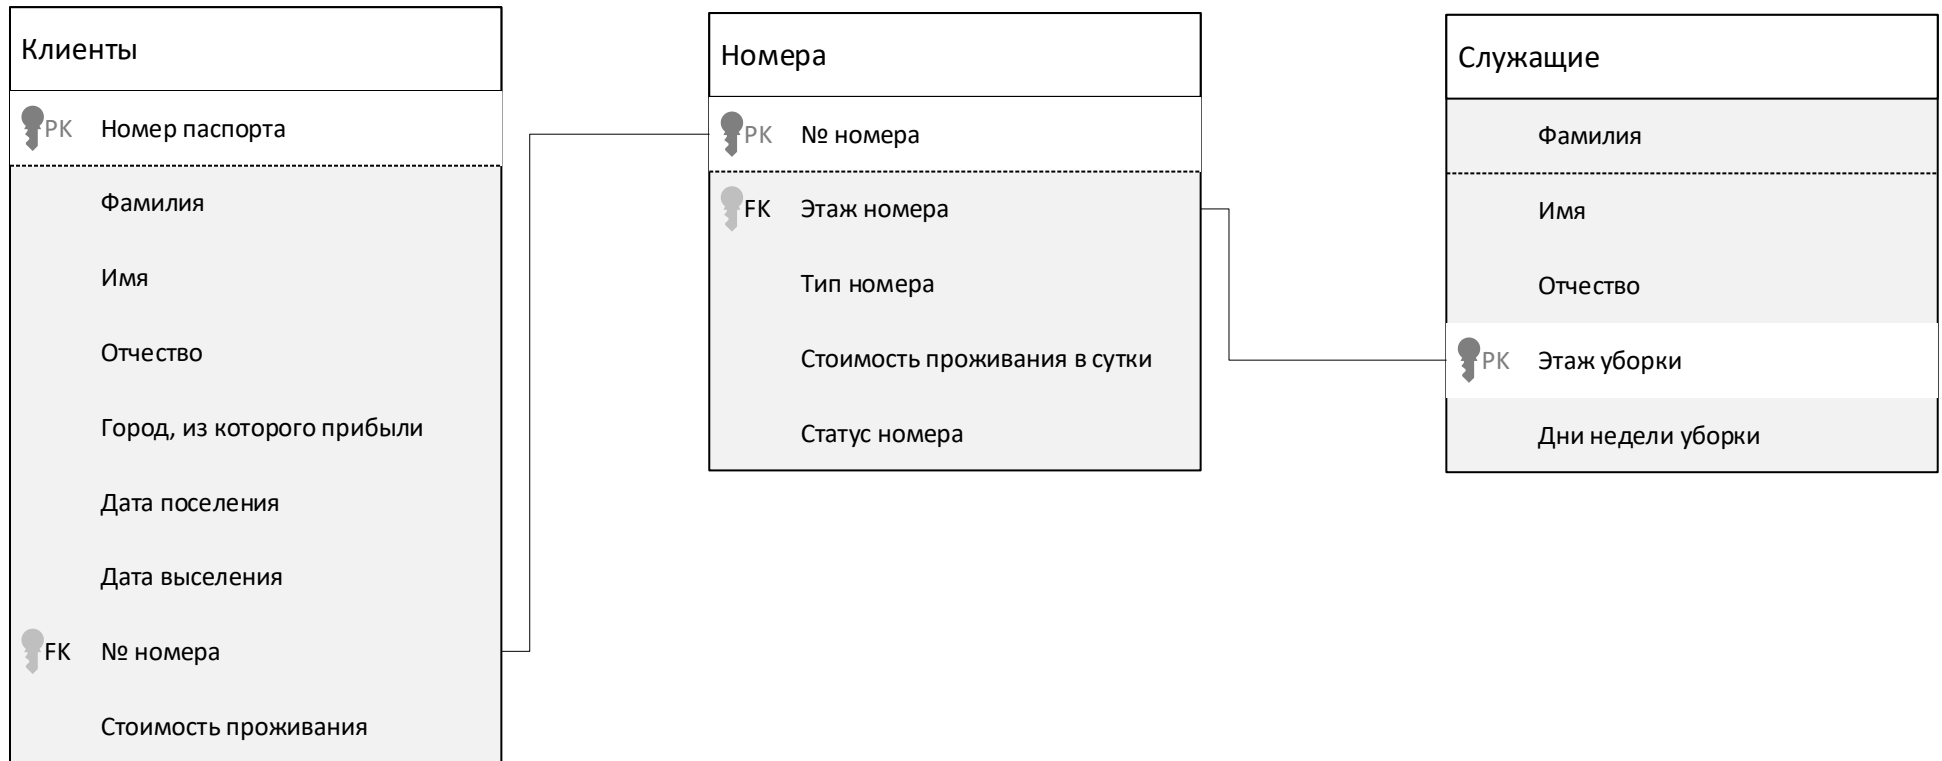 Клиенты
PK Номер паспорта
Фамилия
Имя
Отчество
Город, из которого прибыли
Дата поселения
Дата выселения
FK № номера
Стоимость проживания
Номера
PK № номера
FK Этаж номера
Тип номера
Стоимость проживания в сутки
Статус номера
Служащие
Фамилия
Имя
Отчество
PK Этаж уборки
Дни недели уборки